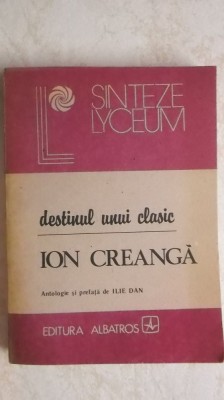 SINTEZE
LYCEUM
destinul unui clasic
ION CREANGĂ
Antologie și prefață de ILIE DAN
EDITURA ALBATROS